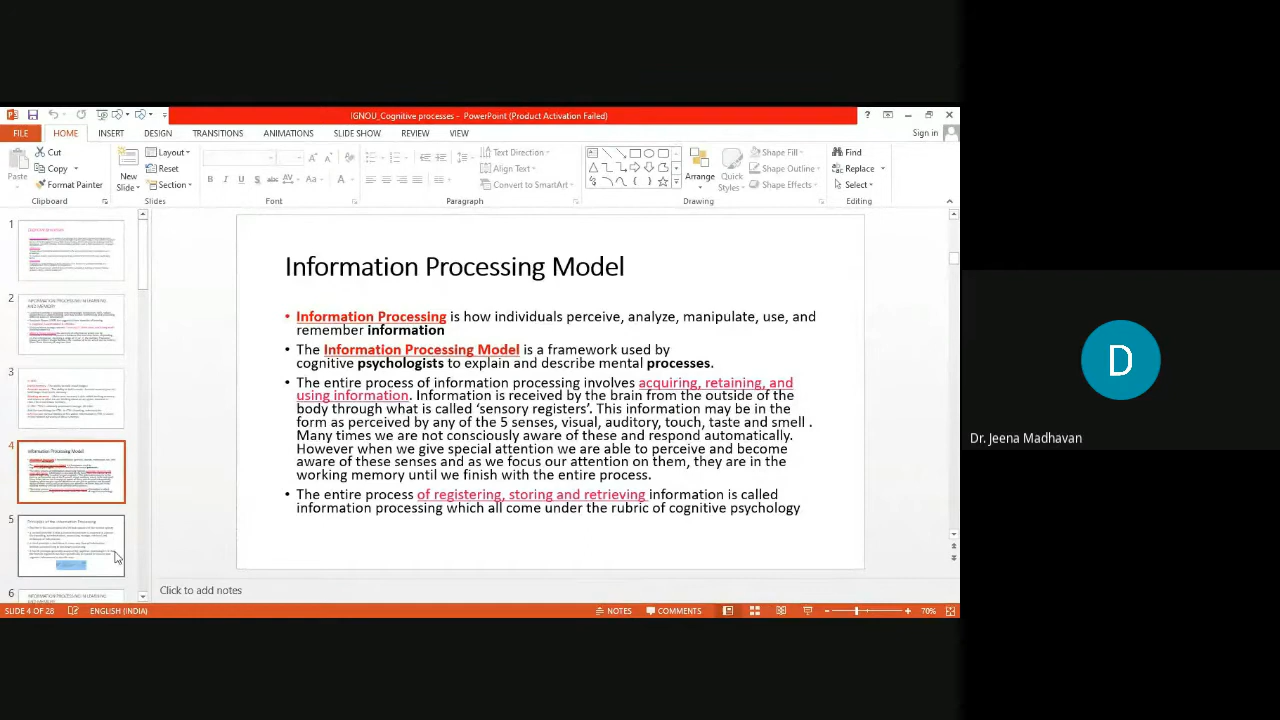 IGNOU_Cognitive processes - PowerPoint (Product Activation Failed)
FILE HOME INSERT DESIGN TRANSITIONS ANIMATIONS SLIDE SHOW REVIEW VIEW Sign in
Paste
Cut
Copy
Format Painter
Clipboard
New
Slide
Layout
Reset
Section
Slides
Font
Text Direction
Align Text
Convert to SmartArt
Paragraph
Arrange
Quick
Styles
Shape Fill
Shape Outline
Shape Effects
Drawing
Find
Replace
Select
Editing
1
2
3
4
Information Processing Model
5
6
Information Processing Model
• Information Processing is how individuals perceive, analyze, manipulate, use and
remember information
• The Information Processing Model is a framework used by
cognitive psychologists to explain and describe mental processes.
• The entire process of information processing involves acquiring, retaining, and
using information. Information is received by the brain from the outside of the
body through what is called ‘sensory registers’. This information may be in the
form as perceived by any of the 5 senses, visual, auditory, touch, taste and smell .
Many times we are not consciously aware of these and respond automatically.
However when we give special attention we are able to perceive and become
aware of these senses and as we focus our attention on them, they are in the
working memory until we finish with the entire process.
• The entire process of registering, storing and retrieving information is called
information processing which all come under the rubric of cognitive psychology
Click to add notes
SLIDE 4 OF 28 ENGLISH (INDIA) NOTES COMMENTS 70%
D
Dr. Jeena Madhavan